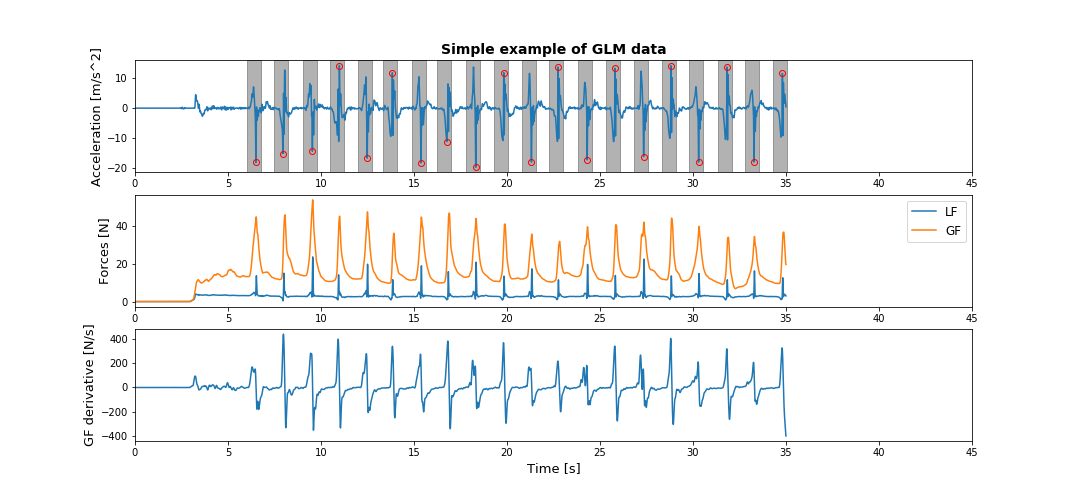 Simple example of GLM data
Acceleration [m/s^2]
10
0
−10
−20
0 5 10 15 20 25 30 35 40 45
Forces [N]
40
20
0
LF
GF
0 5 10 15 20 25 30 35 40 45
GF derivative [N/s]
400
200
0
−200
−400
0 5 10 15 20 25 30 35 40 45
Time [s]